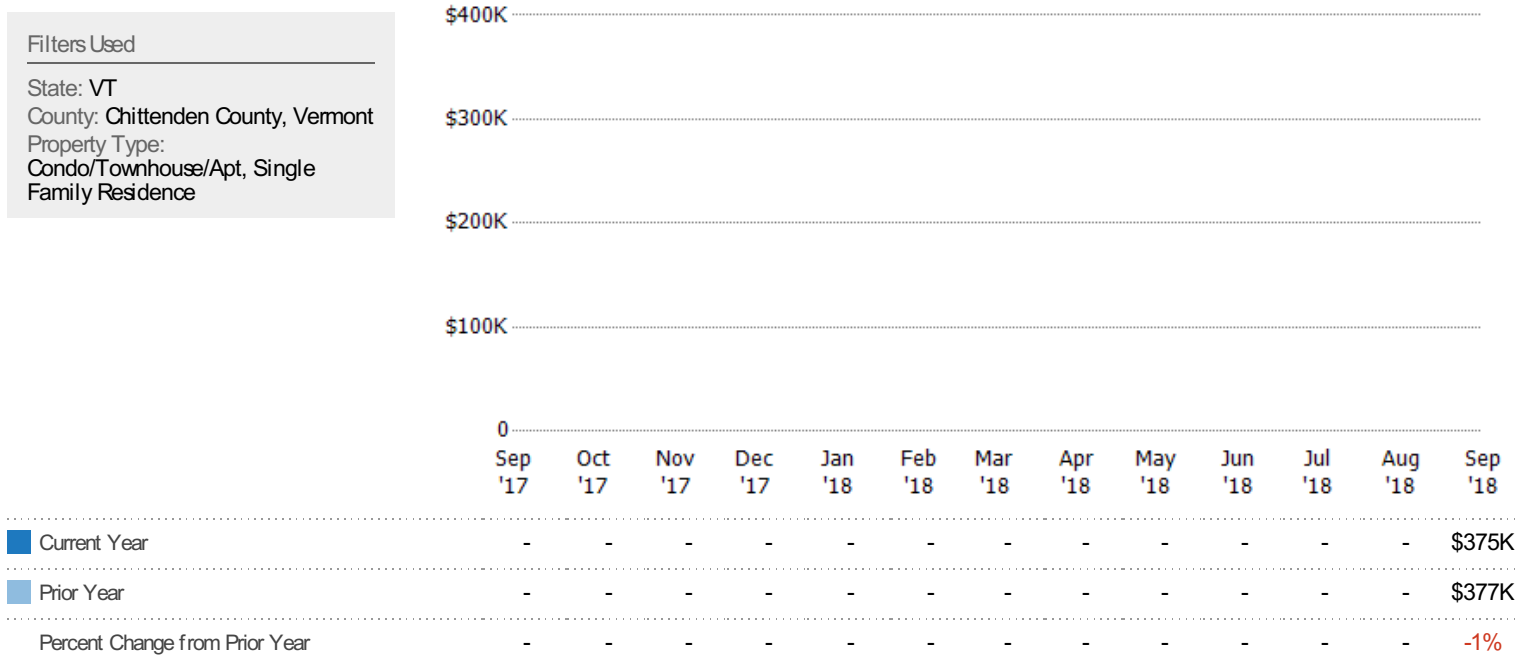 Filters Used
State: VT
County: Chittenden County, Vermont
Property Type:
Condo/Townhouse/Apt, Single
Family Residence
$400K
$300K
$200K
$100K
0
Sep Oct Nov Dec Jan Feb Mar Apr May Jun Jul Aug Sep
'17 '17 '17 '17 '18 '18 '18 '18 '18 '18 '18 '18 '18
Current Year - - - - - - - - - - - - $375K
Prior Year - - - - - - - - - - - - $377K
Percent Change from Prior Year - - - - - - - - - - - - -1%